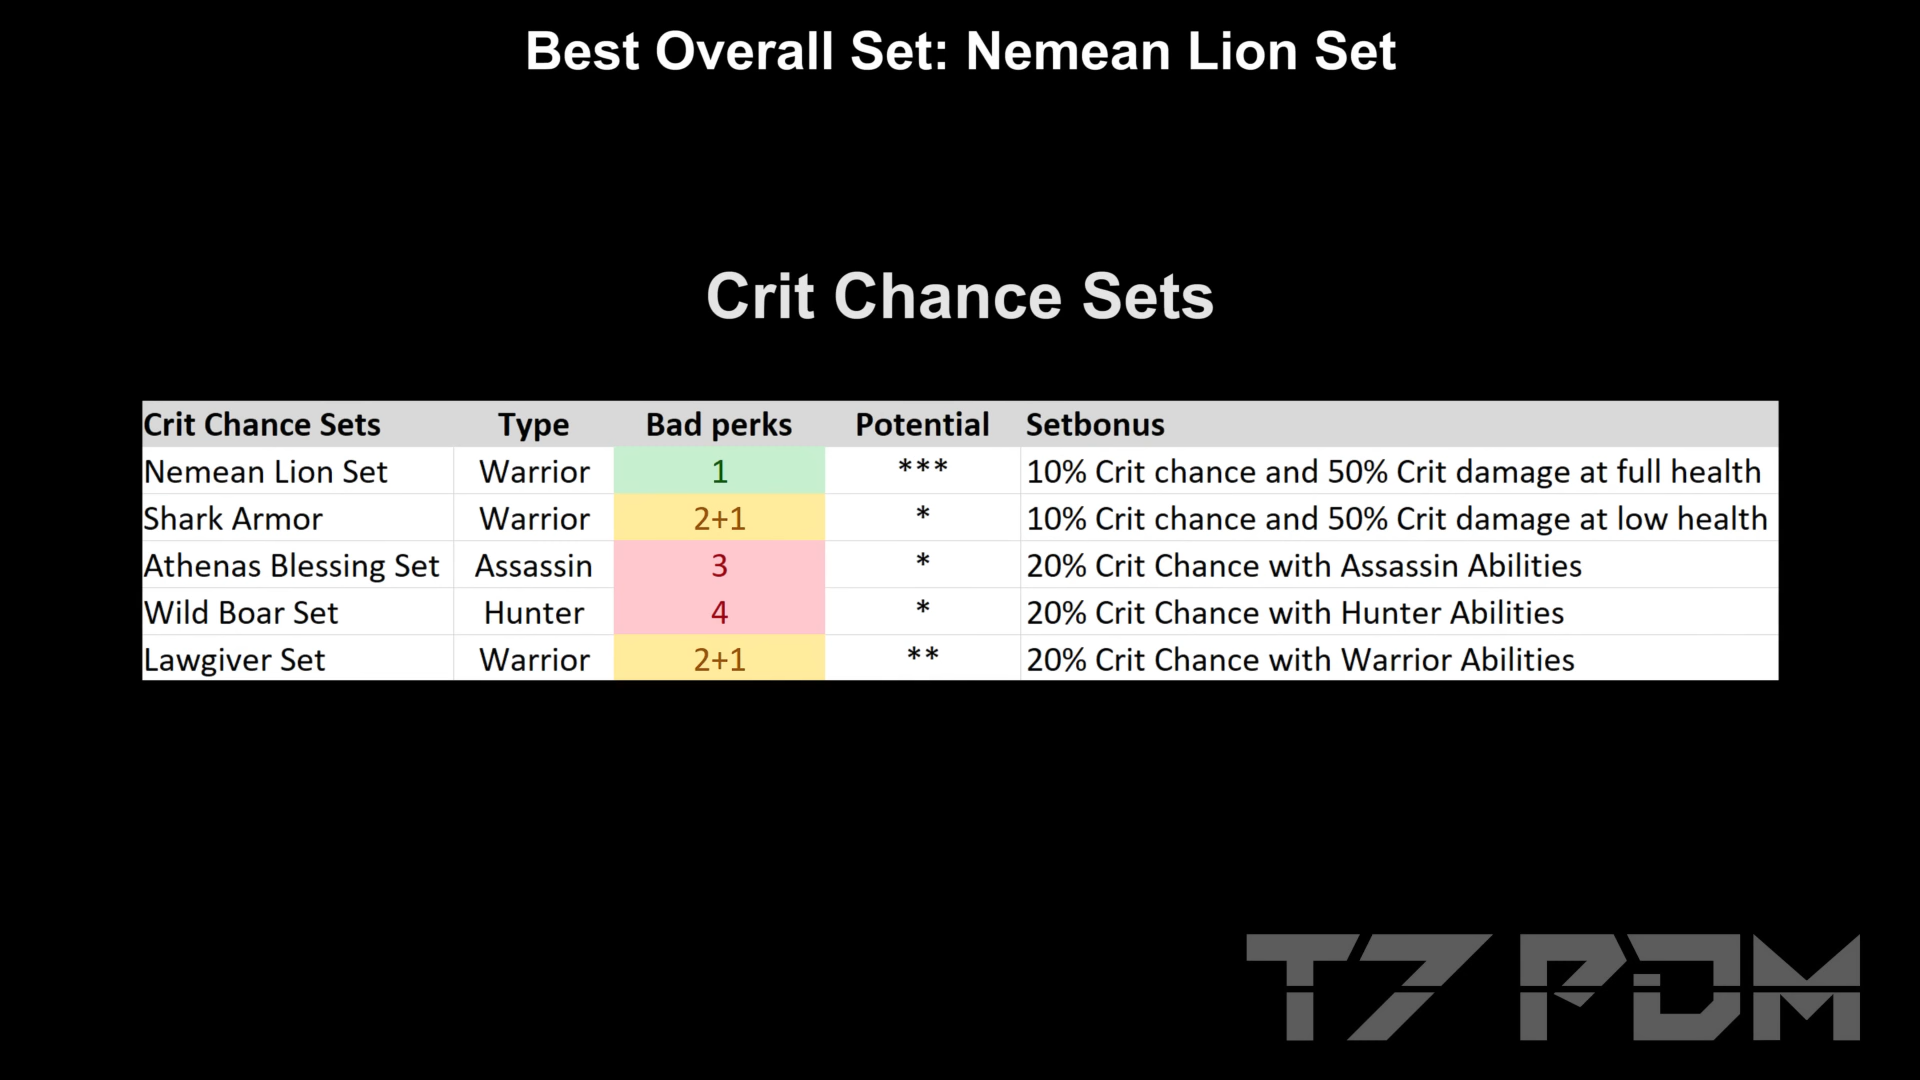 Best Overall Set: Nemean Lion Set
Crit Chance Sets
Crit Chance Sets Type Bad perks Potential Setbonus
Nemean Lion Set Warrior 1 *** 10% Crit chance and 50% Crit damage at full health
Shark Armor Warrior 2+1 * 10% Crit chance and 50% Crit damage at low health
Athenas Blessing Set Assassin 3 * 20% Crit Chance with Assassin Abilities
Wild Boar Set Hunter 4 * 20% Crit Chance with Hunter Abilities
Lawgiver Set Warrior 2+1 ** 20% Crit Chance with Warrior Abilities
T7 PDM